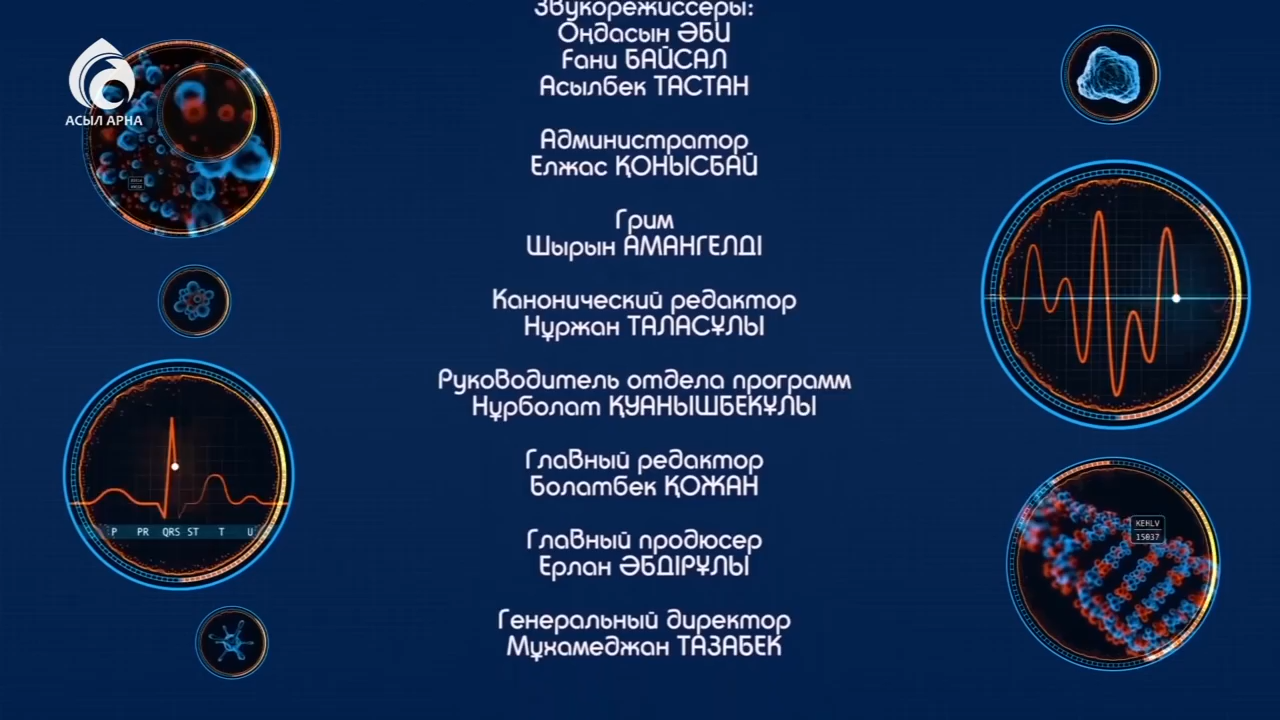 АСЫЛ АРНА
Звукорежиссеры:
Оңдасын ӘБИ
Ғани БАЙСАЛ
Асылбек ТАСТАН
Администратор
Елжас ҚОНЫСБАЙ
Грим
Шырын АМАНГЕЛДІ
Канонический редактор
Нұржан ТАЛАСҰЛЫ
Руководитель отдела программ
Нұрболат ҚУАНЫШБЕКҰЛЫ
Главный редактор
Болатбек ҚОЖАН
Главный продюсер
Ерлан ӘБДІРҰЛЫ
Генеральный директор
Мұхамеджан ТАЗАБЕК
P PR QRS ST T U
KEHLV
15037